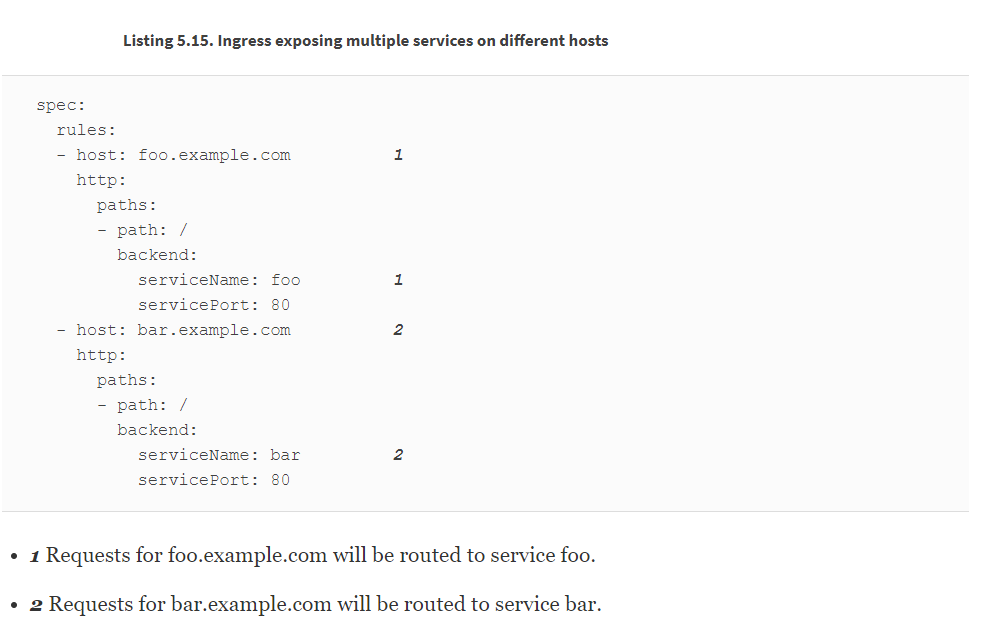 Listing 5.15. Ingress exposing multiple services on different hosts
spec:
  rules:
  - host: foo.example.com          1
    http:
      paths:
      - path: /
        backend:
          serviceName: foo         1
          servicePort: 80
  - host: bar.example.com          2
    http:
      paths:
      - path: /
        backend:
          serviceName: bar         2
          servicePort: 80
• 1 Requests for foo.example.com will be routed to service foo.
• 2 Requests for bar.example.com will be routed to service bar.